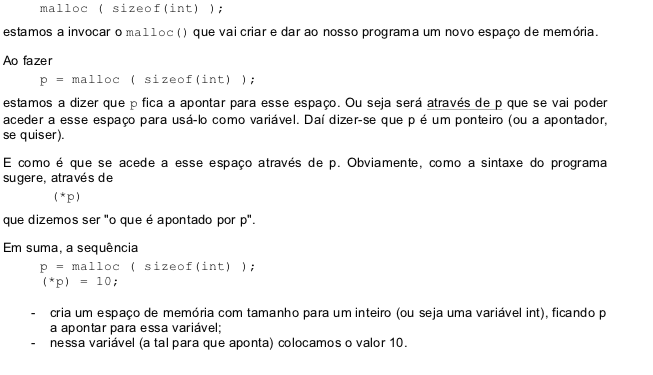 malloc ( sizeof(int) );
estamos a invocar o malloc() que vai criar e dar ao nosso programa um novo espaço de memória.
Ao fazer
p = malloc ( sizeof(int) );
estamos a dizer que p fica a apontar para esse espaço. Ou seja será através de p que se vai poder
aceder a esse espaço para usá-lo como variável. Daí dizer-se que p é um ponteiro (ou a apontador,
se quiser).
E como é que se acede a esse espaço através de p. Obviamente, como a sintaxe do programa
sugere, através de
(*p)
que dizemos ser "o que é apontado por p".
Em suma, a sequência
p = malloc ( sizeof(int) );
(*p) = 10;
- cria um espaço de memória com tamanho para um inteiro (ou seja uma variável int), ficando p
a apontar para essa variável;
- nessa variável (a tal para que aponta) colocamos o valor 10.